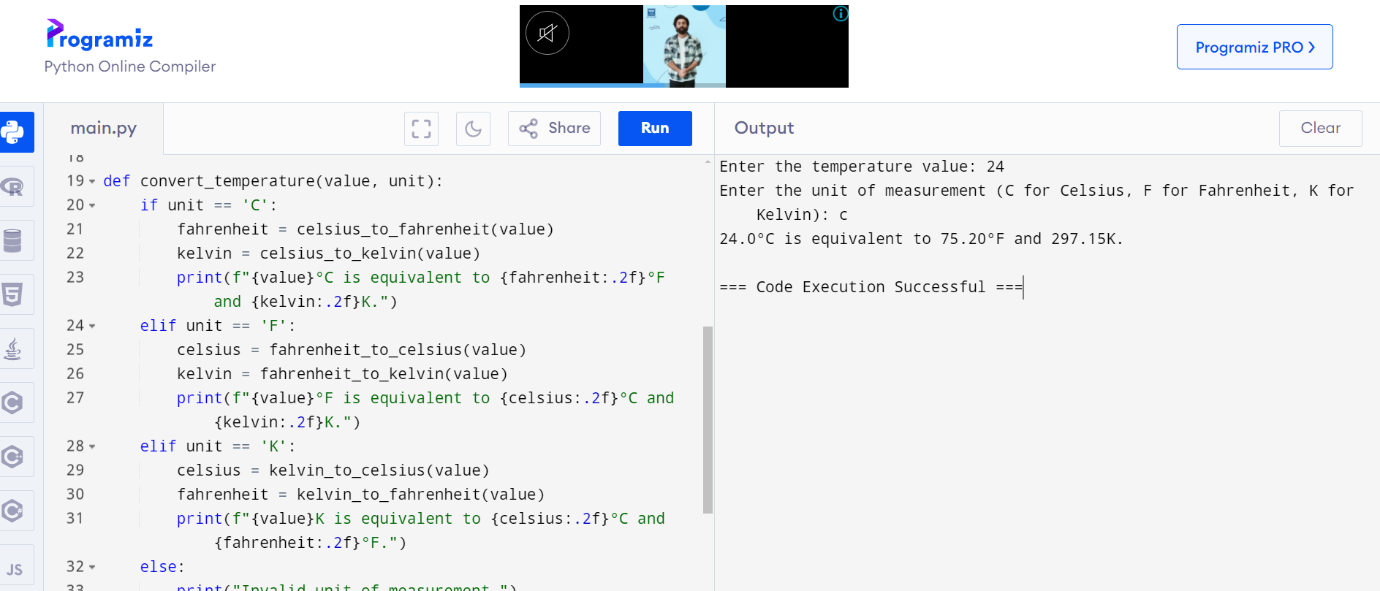 Programiz
Python Online Compiler
Programiz PRO >
main.py
Share
Run
Output
Clear
18
19 def convert_temperature(value, unit):
20 if unit == 'C':
21 fahrenheit = celsius_to_fahrenheit(value)
22 kelvin = celsius_to_kelvin(value)
23 print(f"{value}°C is equivalent to {fahrenheit:.2f}°F
and {kelvin:.2f}K.")
24 elif unit == 'F':
25 celsius = fahrenheit_to_celsius(value)
26 kelvin = fahrenheit_to_kelvin(value)
27 print(f"{value}°F is equivalent to {celsius:.2f}°C and
{kelvin:.2f}K.")
28 elif unit == 'K':
29 celsius = kelvin_to_celsius(value)
30 fahrenheit = kelvin_to_fahrenheit(value)
31 print(f"{value}K is equivalent to {celsius:.2f}°C and
{fahrenheit:.2f}°F.")
32 else:
33 print("Invalid unit of measurement.")
JS
Enter the temperature value: 24
Enter the unit of measurement (C for Celsius, F for Fahrenheit, K for
Kelvin): c
24.0°C is equivalent to 75.20°F and 297.15K.
=== Code Execution Successful ===